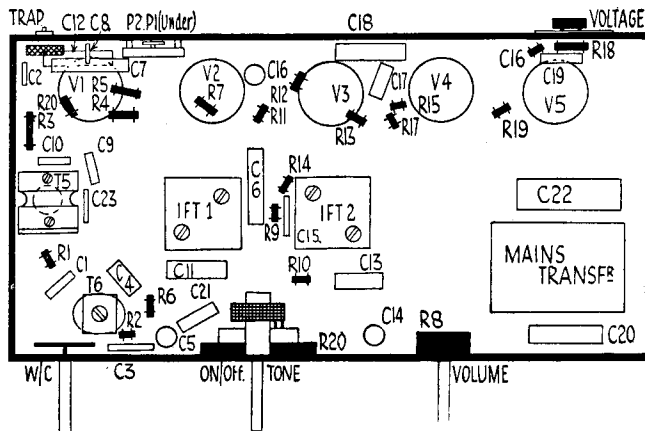 TRAP
C12 C8
P2.P1(Under)
C18
VOLTAGE
C16
R18
C2
C7
V1
R5
R4
R20
V2
R7
C16
R12
R11
V3
C17
R15
R17
R13
V4
C19
V5
R19
R3
C10
C9
T5
C23
C6
R14
IFT 1
R9
C15.
IFT 2
C22
R1
C1
C4
C11
R10
C13
MAINS
TRANSFR
T6
R6
C21
R2
C5
C14
R8
R20
C20
W/C
C3
ON/OFF.
TONE
VOLUME